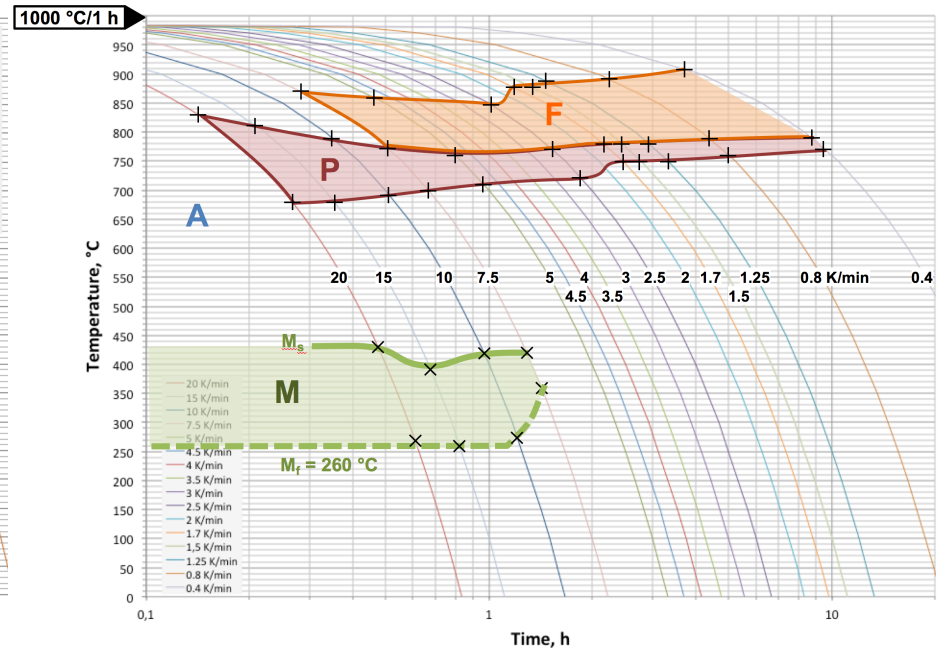 1000 °C/1 h
950
900
850
800
750
700
650
600
550
500
450
400
350
300
250
200
150
100
50
0
Temperature, °C
F
P
A
20 15 10 7.5 5 4 3 2.5 2 1.7 1.25 0.8 K/min 0.4
4.5 3.5 1.5
Ms
M
20 K/min
15 K/min
10 K/min
7.5 K/min
5 K/min
4.5 K/min
4 K/min
3.5 K/min
3 K/min
2.5 K/min
2 K/min
1.7 K/min
1,5 K/min
1.25 K/min
0.8 K/min
0.4 K/min
Mf = 260 °C
0,1 1 10
Time, h